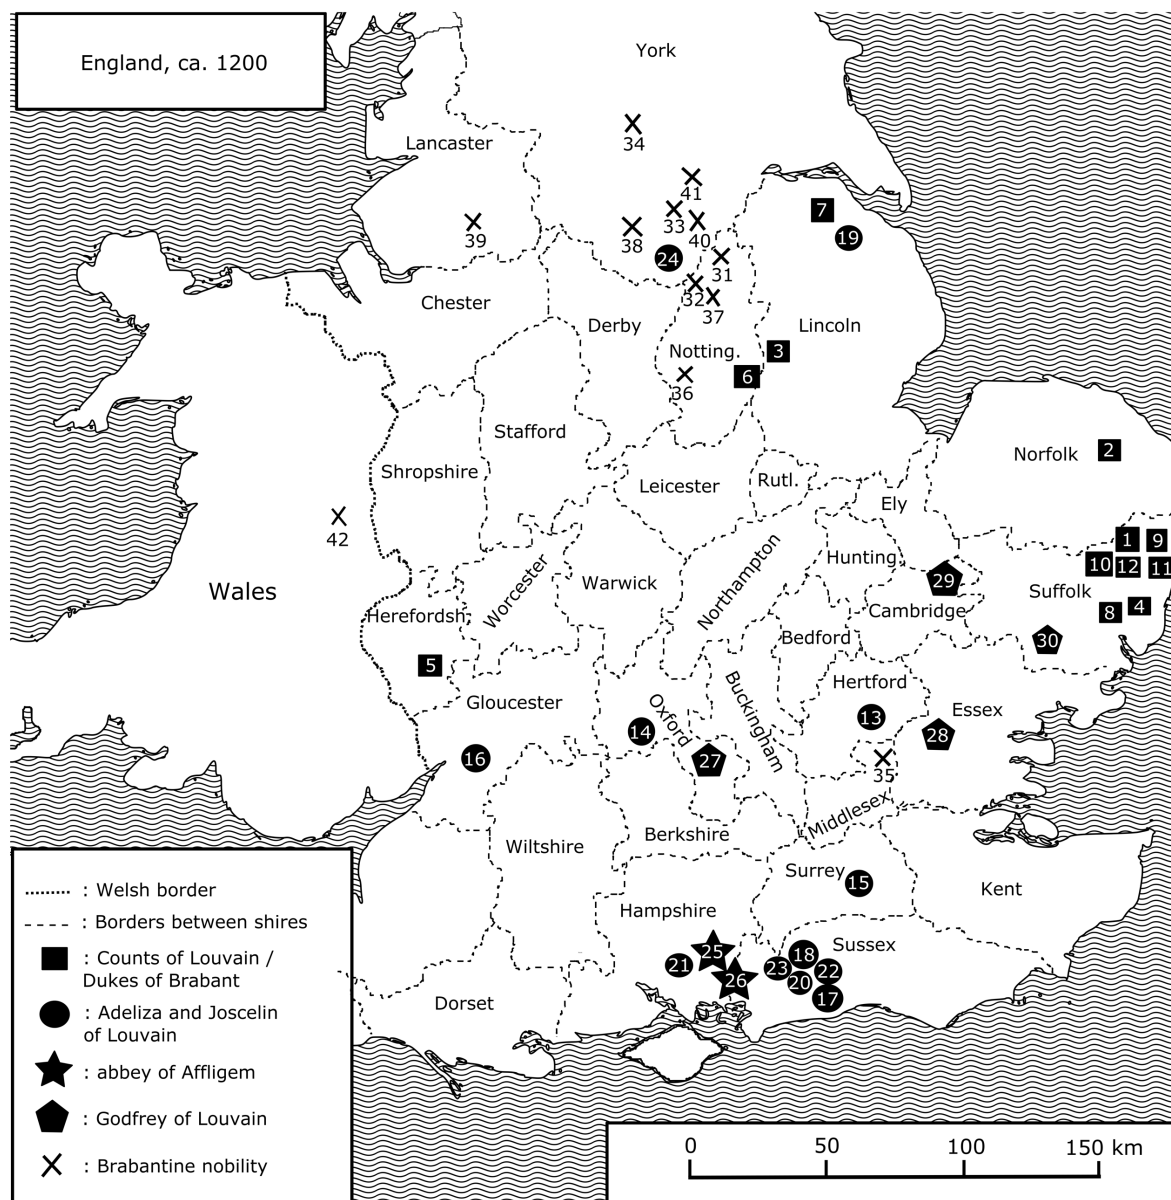 England, ca. 1200
York
Lancaster
34
41
33
40
39
38
24
31
32
37
7
19
Chester
Derby
Lincoln
Notting.
3
6
36
Stafford
Shropshire
Leicester
Rutl.
Norfolk
2
Ely
42
Wales
Worcester
Warwick
Northampton
Hunting.
29
Cambridge
1
9
10
12
11
Suffolk
8
4
30
Herefordsh.
Bedford
5
Gloucester
Hertford
Buckingham
Oxford
Essex
13
14
28
16
27
35
Middlesex
Wiltshire
Berkshire
Surrey
15
Kent
Hampshire
Sussex
25
18
21
23
22
26
20
17
Dorset
: Welsh border
: Borders between shires
: Counts of Louvain /
Dukes of Brabant
: Adeliza and Joscelin
of Louvain
: abbey of Affligem
: Godfrey of Louvain
: Brabantine nobility
0
50
100
150 km